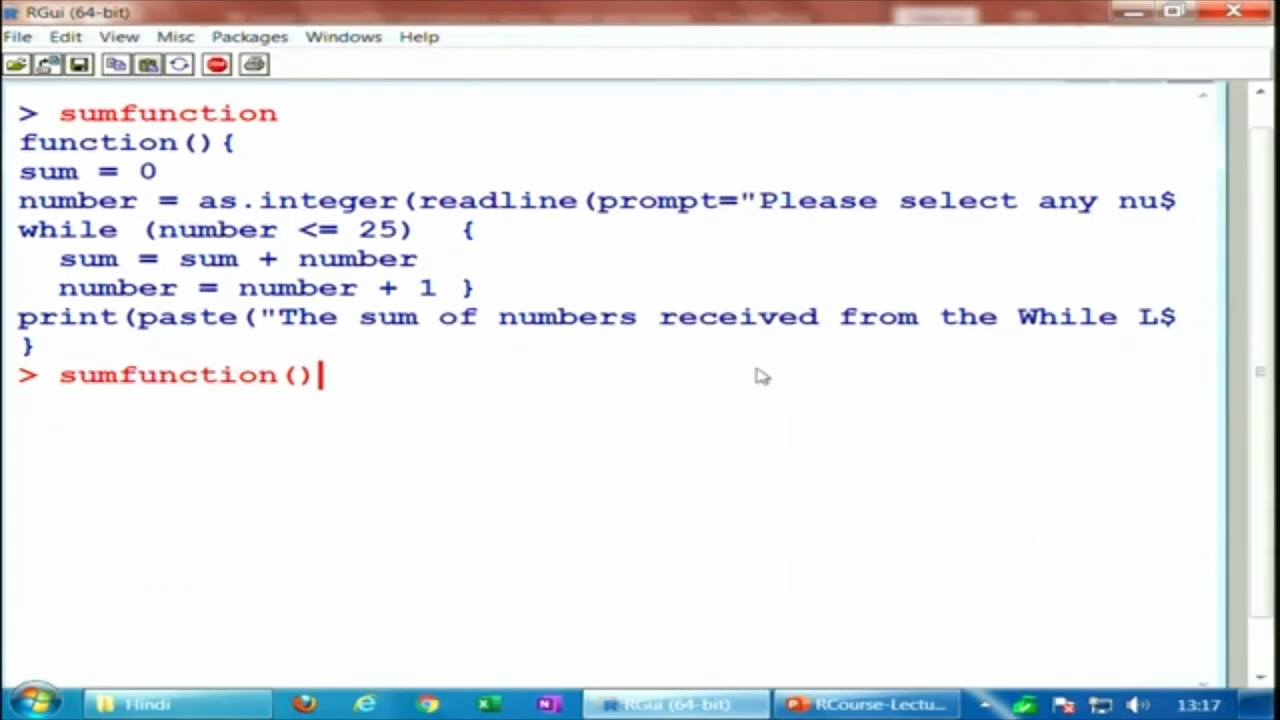 RGui (64-bit)
File Edit View Misc Packages Windows Help
STOP
> sumfunction
function(){
sum = 0
number = as.integer(readline(prompt="Please select any nu$
while (number <= 25)  {
  sum = sum + number
  number = number + 1 }
print(paste("The sum of numbers received from the While L$
}
> sumfunction()
Hindi
RGui (64-bit)
RCourse-Lectu...
13:17